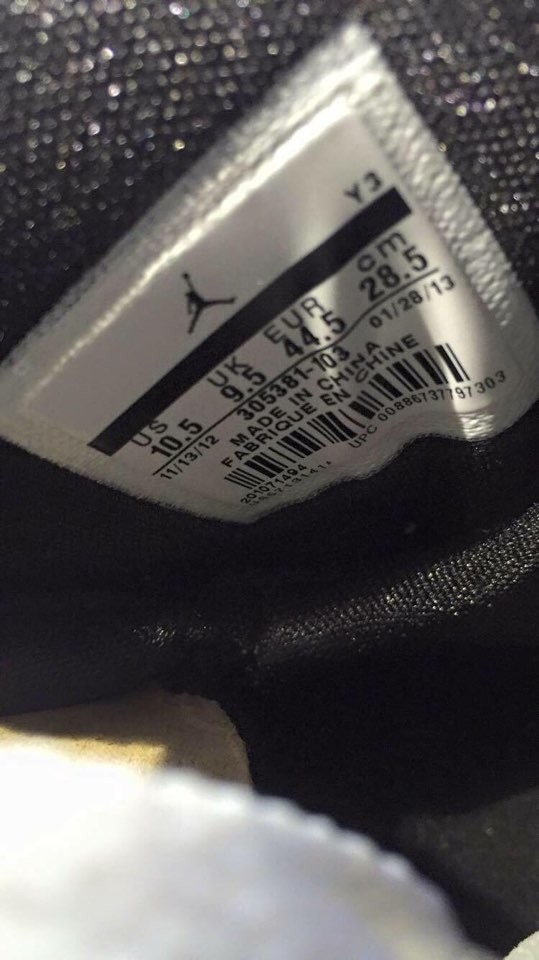 Y3
US UK EUR cm
10.5 9.5 44.5 28.5
11/13/12 305381-103 01/28/13
MADE IN CHINA
FABRIQUE EN CHINE
201071494 UPC 00886737797303